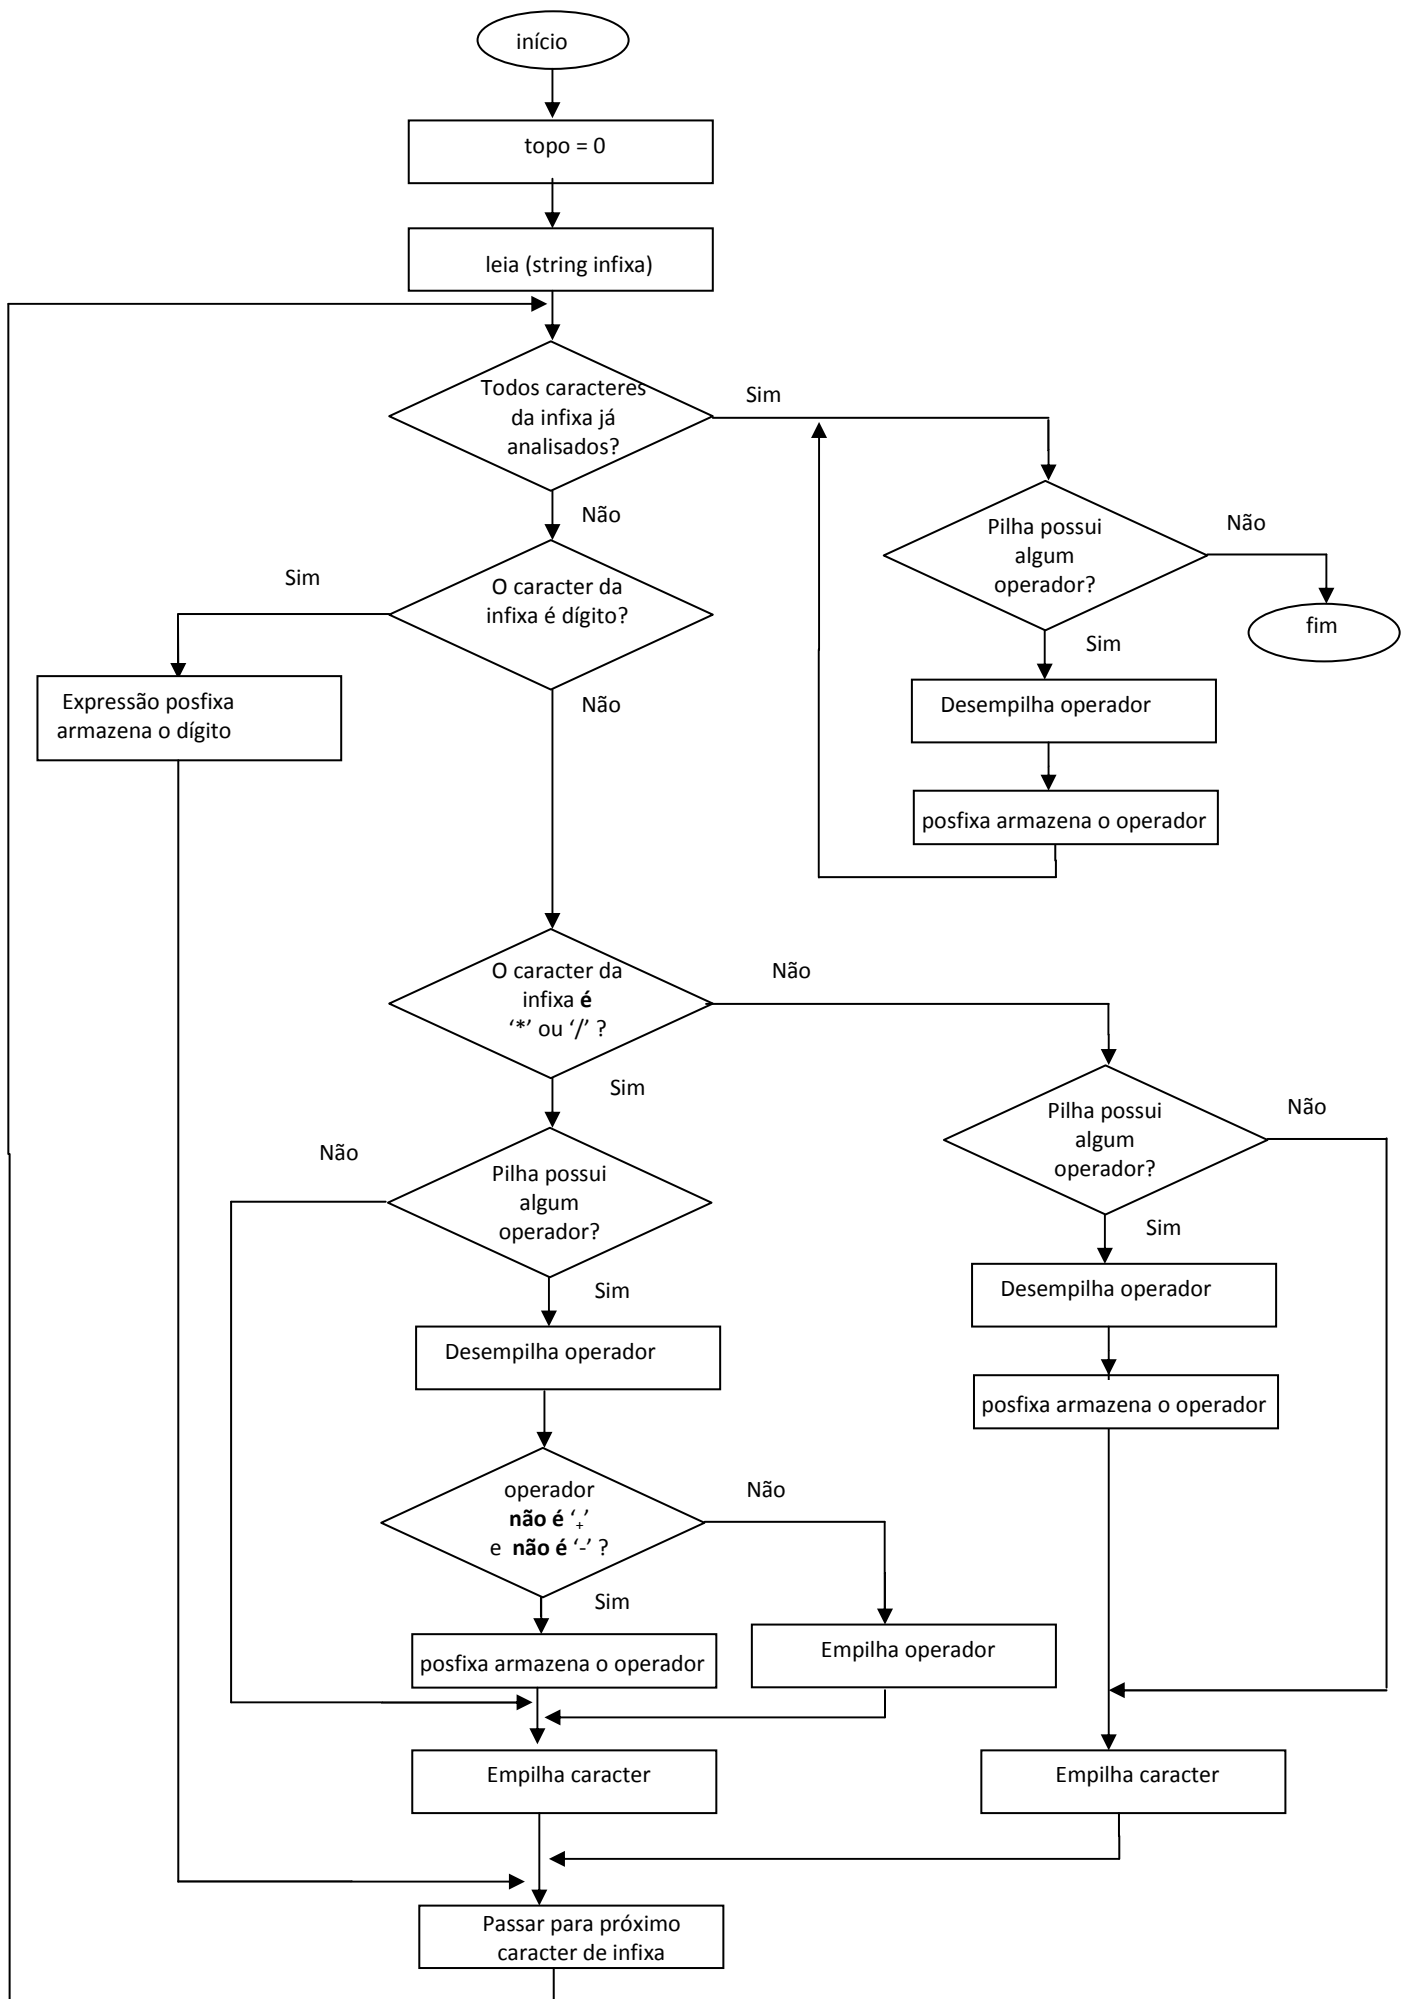 início
topo = 0
leia (string infixa)
Todos caracteres
da infixa já
analisados?
Sim
Não
Pilha possui
algum
operador?
Não
fim
Sim
Desempilha operador
posfixa armazena o operador
O caracter da
infixa é dígito?
Sim
Expressão posfixa
armazena o dígito
Não
O caracter da
infixa é
‘*’ ou ‘/’ ?
Não
Sim
Pilha possui
algum
operador?
Não
Sim
Desempilha operador
posfixa armazena o operador
Empilha caracter
Pilha possui
algum
operador?
Não
Sim
Desempilha operador
operador
não é ‘+’
e não é ‘-’ ?
Não
Sim
Empilha operador
posfixa armazena o operador
Empilha caracter
Passar para próximo
caracter de infixa